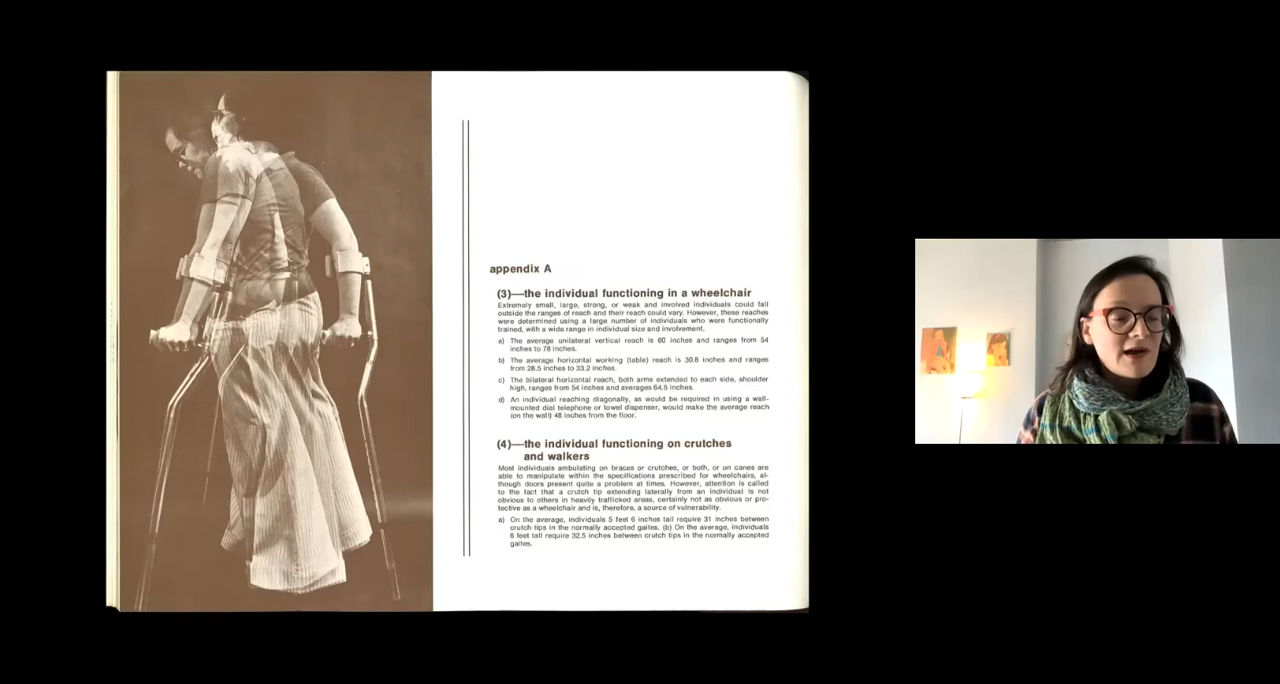 appendix A
(3)—the individual functioning in a wheelchair
Extremely small, large, strong, or weak and involved individuals could fall
outside the ranges of reach and their reach could vary. However, these reaches
were determined using a large number of individuals who were functionally
trained, with a wide range in individual size and involvement.
a) The average unilateral vertical reach is 60 inches and ranges from 54
inches to 78 inches.
b) The average horizontal working (table) reach is 30.8 inches and ranges
from 28.5 inches to 33.2 inches.
c) The bilateral horizontal reach, both arms extended to each side, shoulder
high, ranges from 54 inches and averages 64.5 inches.
d) An individual reaching diagonally, as would be required in using a wall-
mounted dial telephone or towel dispenser, would make the average reach
(on the wall) 48 inches from the floor.
(4)—the individual functioning on crutches
and walkers
Most individuals ambulating on braces or crutches, or both, or on canes are
able to manipulate within the specifications prescribed for wheelchairs, al-
though doors present quite a problem at times. However, attention is called
to the fact that a crutch tip extending laterally from an individual is not
obvious to others in heavily trafficked areas, certainly not as obvious or pro-
tective as a wheelchair and is, therefore, a source of vulnerability.
a) On the average, individuals 5 feet 6 inches tall require 31 inches between
crutch tips in the normally accepted gaites. (b) On the average, individuals
6 feet tall require 32.5 inches between crutch tips in the normally accepted
gaites.